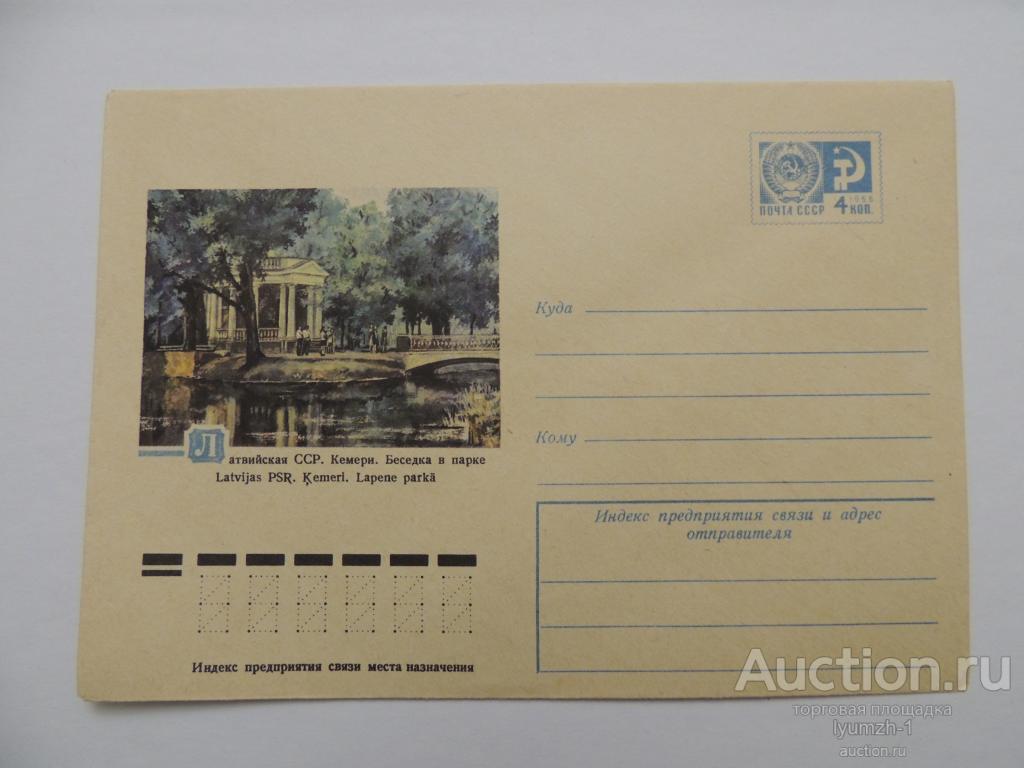 1966
ПОЧТА СССР 4 КОП.
Куда
Кому
Латвийская ССР. Кемери. Беседка в парке
Latvijas PSR. Ķemeri. Lapene parkā
Индекс предприятия связи и адрес
отправителя
Индекс предприятия связи места назначения
Auction.ru
торговая площадка
lyumzh-1
auction.ru